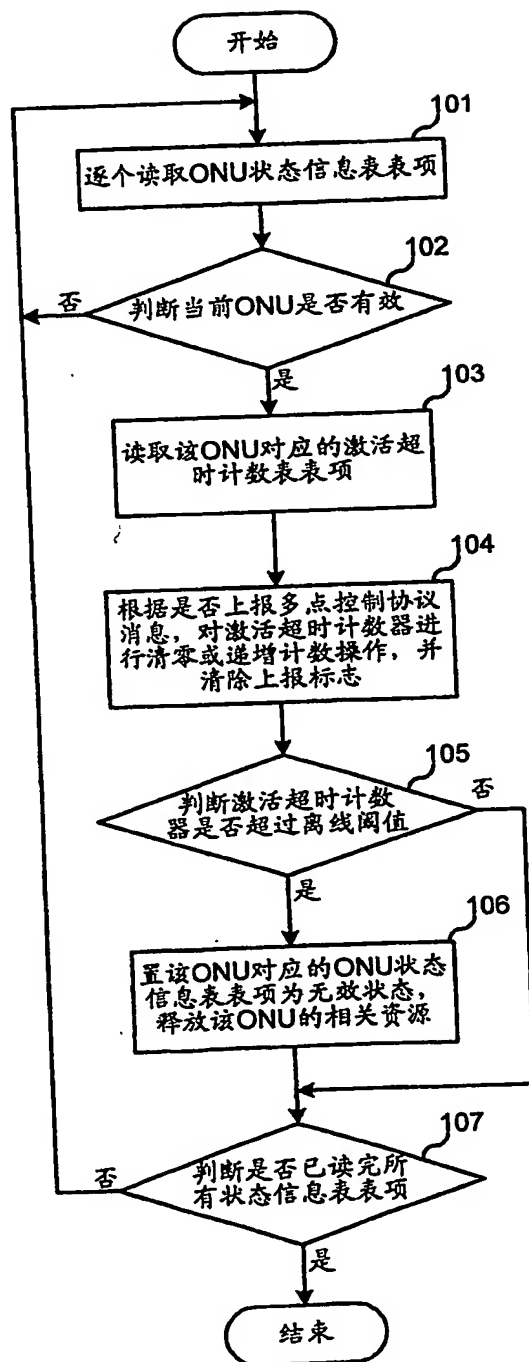 开始
101
逐个读取ONU状态信息表表项
102
否
判断当前ONU是否有效
是
103
读取该ONU对应的激活超
时计数表表项
104
根据是否上报多点控制协议
消息，对激活超时计数器进
行清零或递增计数操作，并
清除上报标志
105
判断激活超时计数
器是否超过离线阈值
否
是
106
置该ONU对应的ONU状态
信息表表项为无效状态，
释放该ONU的相关资源
107
判断是否已读完所
有状态信息表表项
否
是
结束